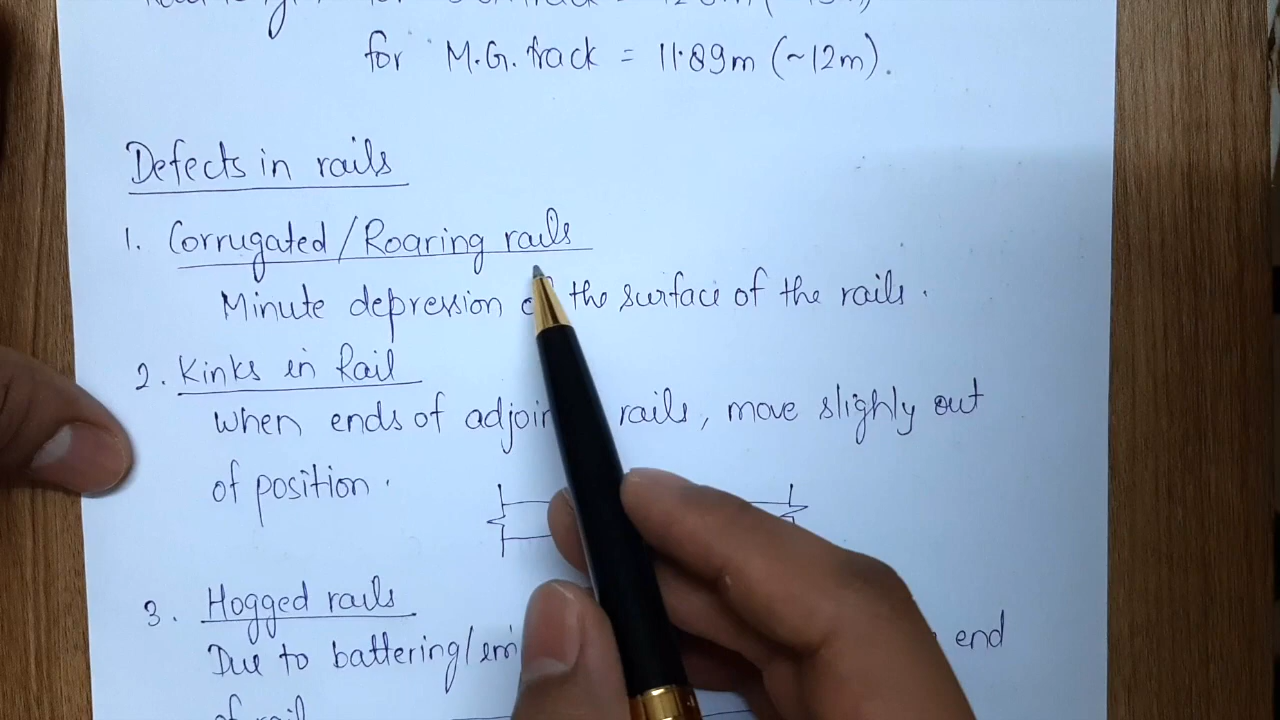 for M.G. track = 11.89m (~12m).
Defects in rails
1. Corrugated/Roaring rails
Minute depression the surface of the rails.
2. Kinks in Rail
When ends of rails, move slighly out
of position.
3. Hogged rails
Due to battering/ end
of rail